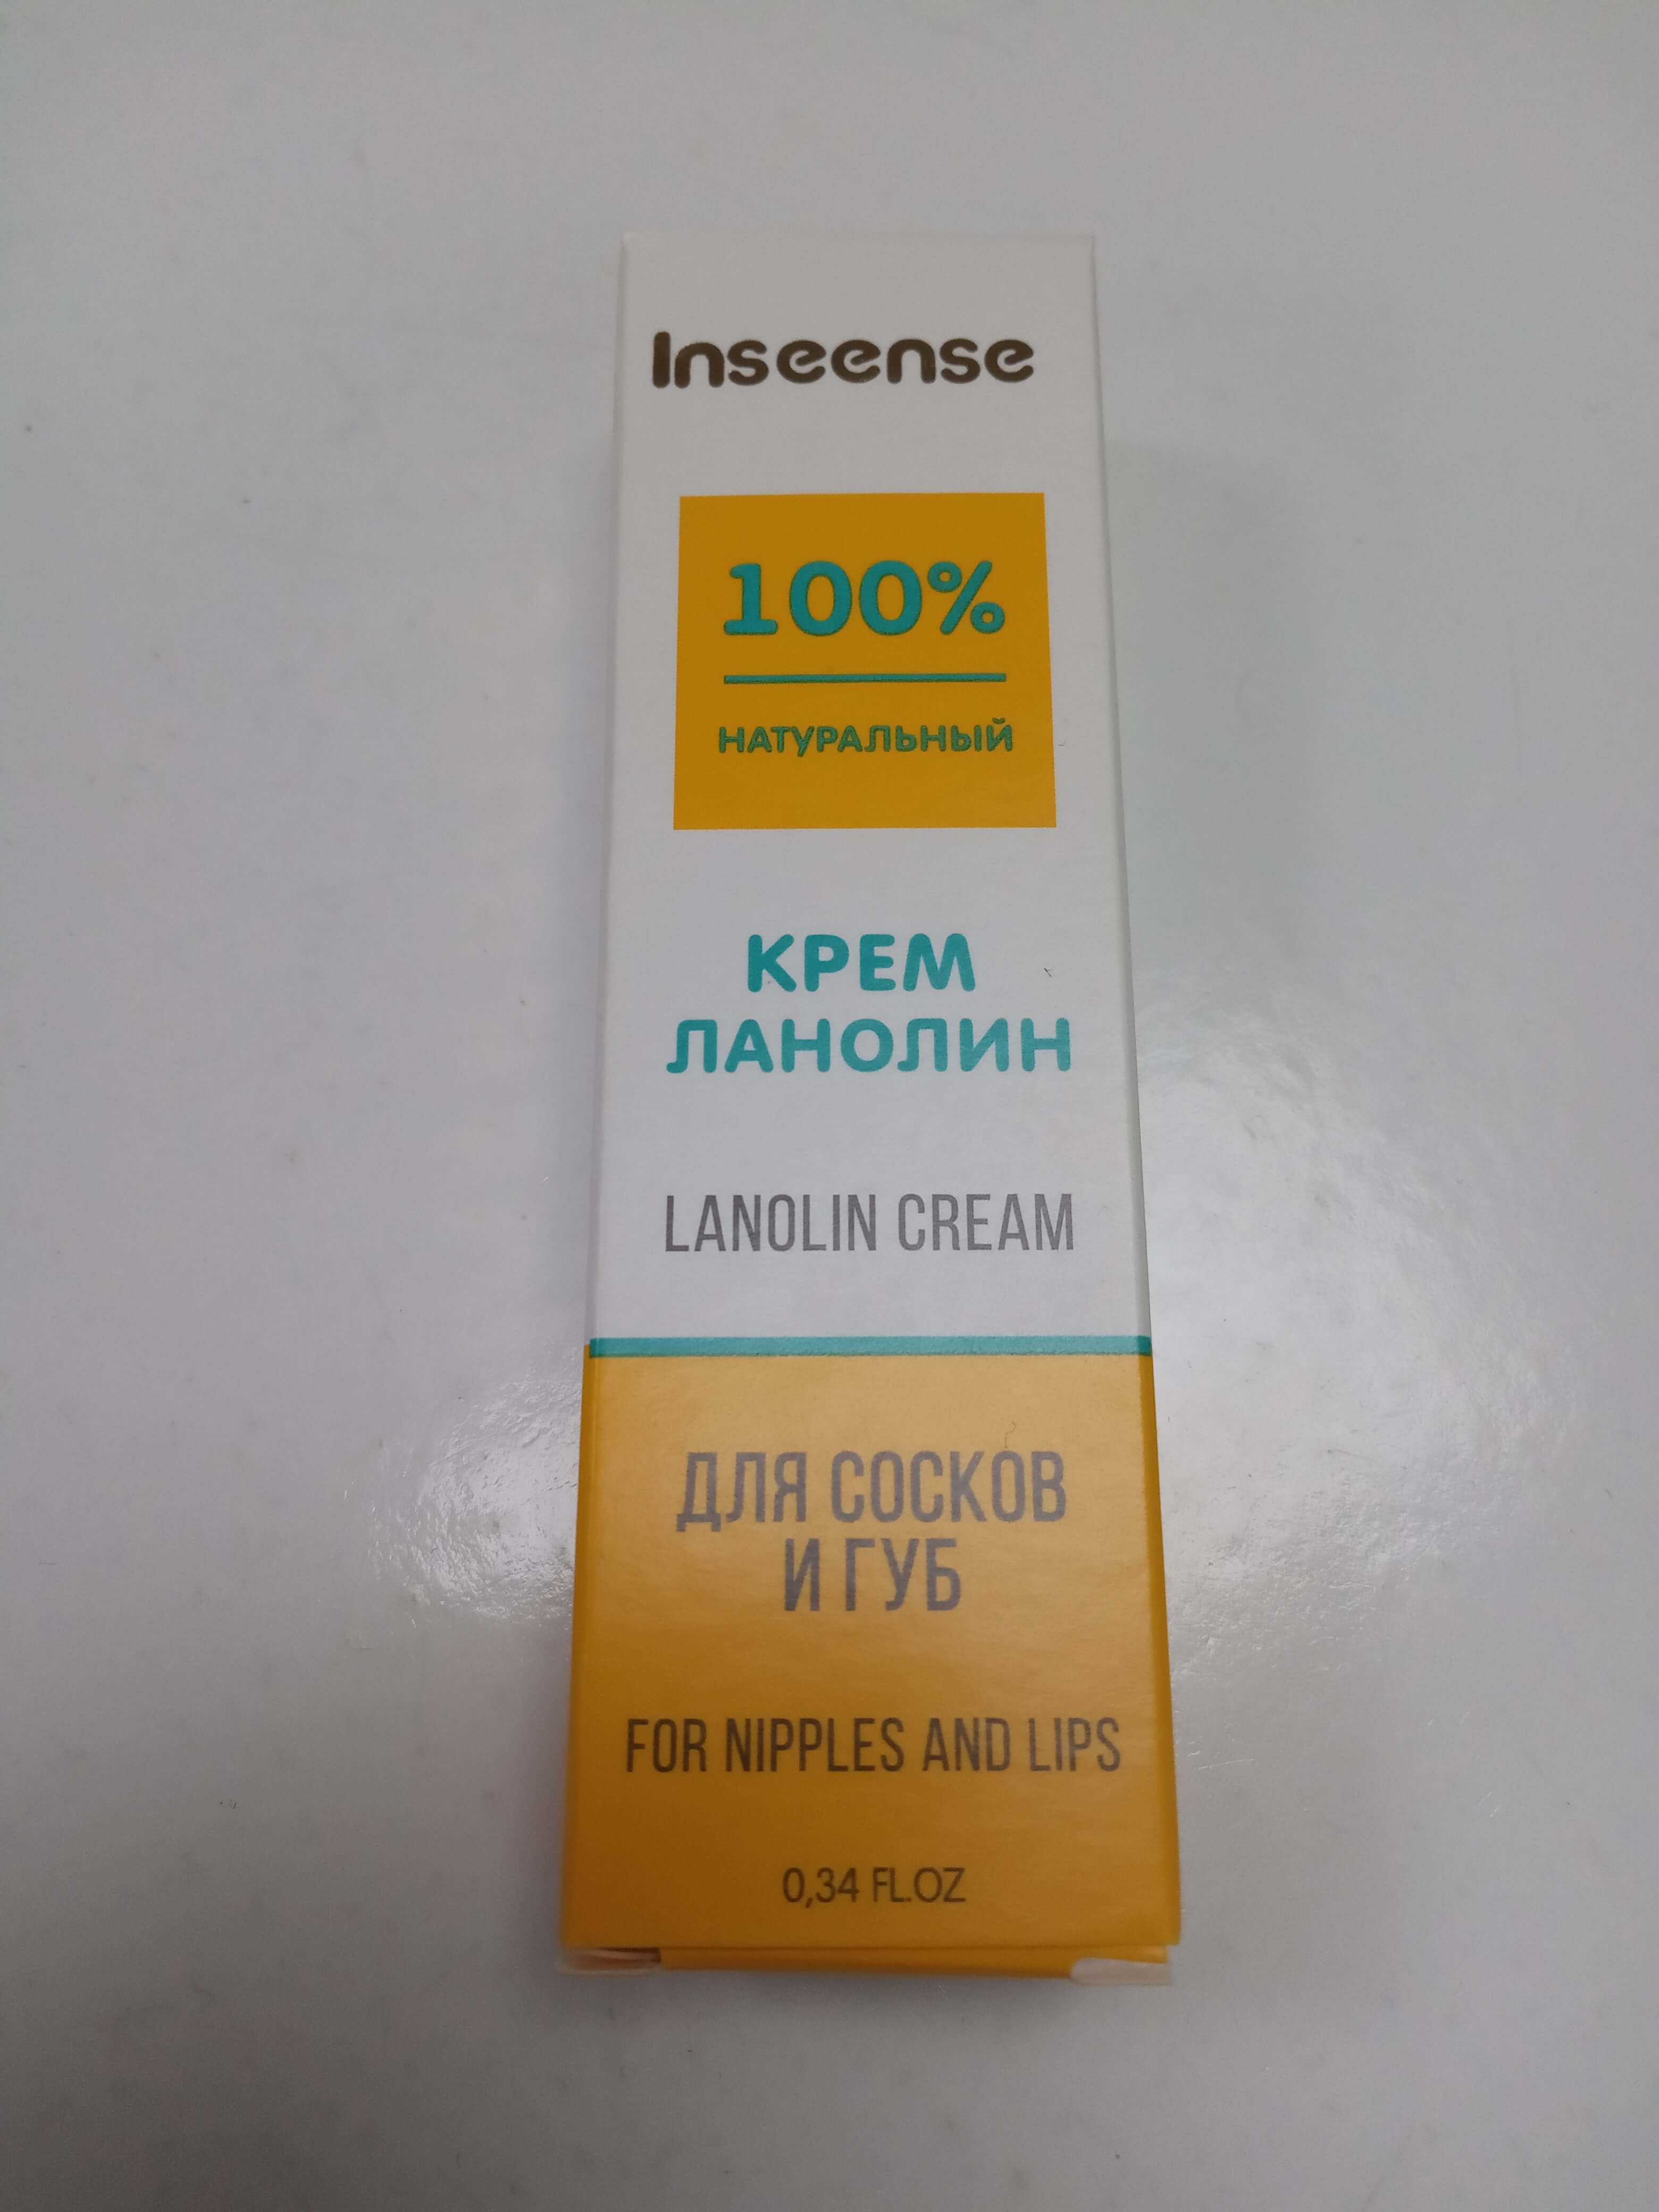 Inseense
100%
НАТУРАЛЬНЫЙ
КРЕМ
ЛАНОЛИН
LANOLIN CREAM
ДЛЯ СОСКОВ
И ГУБ
FOR NIPPLES AND LIPS
0,34 FL.OZ